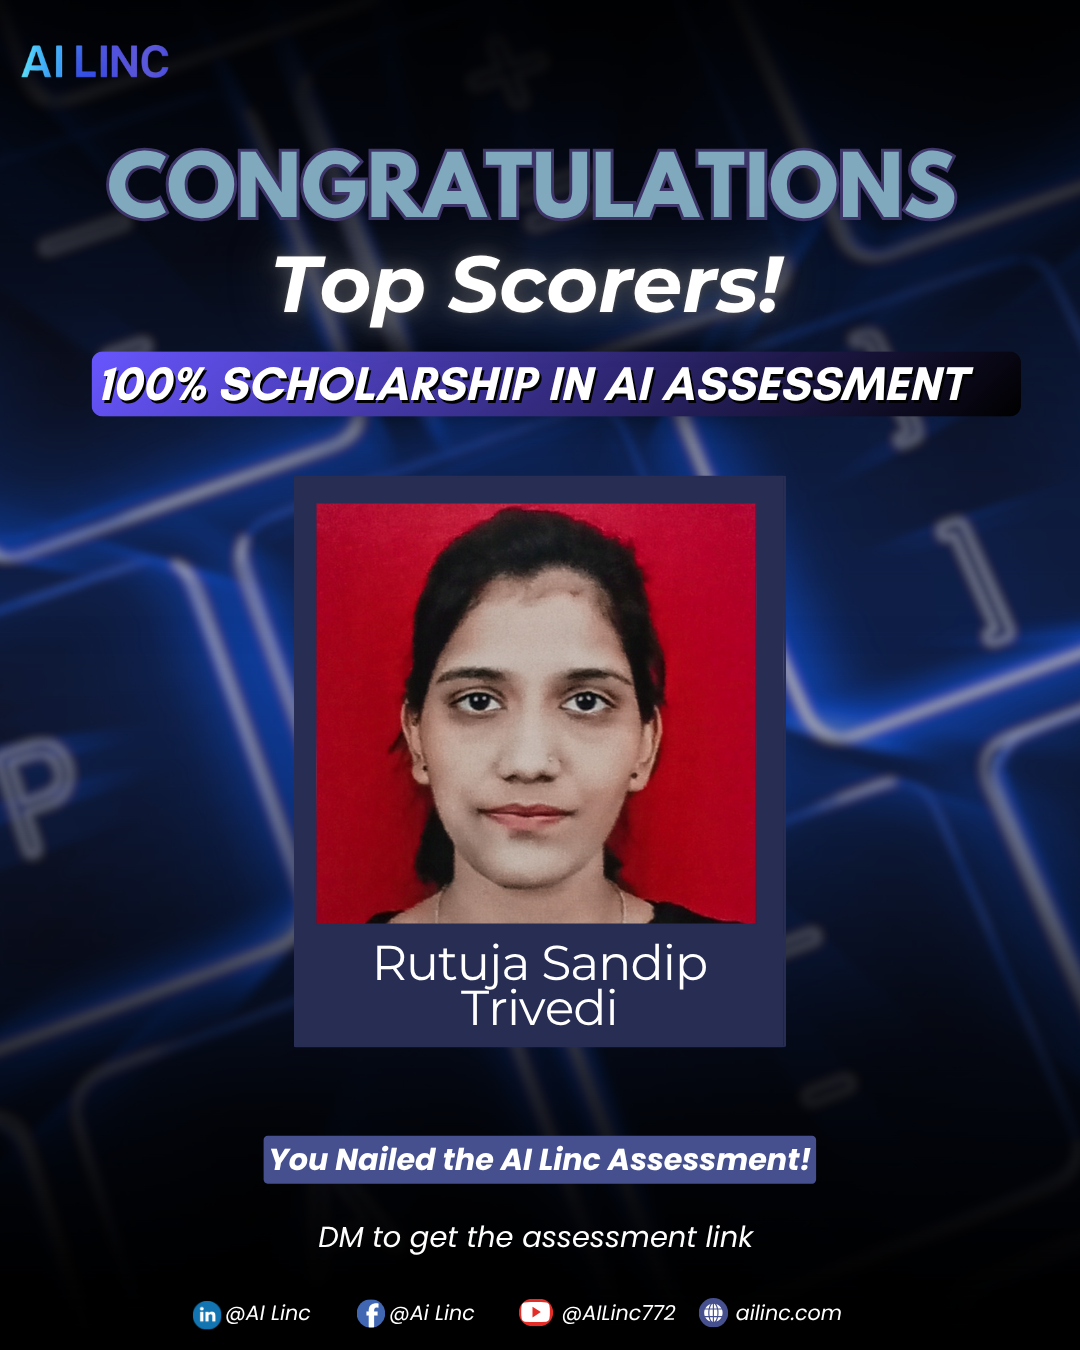 AI LINC
CONGRATULATIONS
Top Scorers!
100% SCHOLARSHIP IN AI ASSESSMENT
Rutuja Sandip
Trivedi
You Nailed the AI Linc Assessment!
DM to get the assessment link
@AI Linc @Ai Linc @AILinc772 ailinc.com